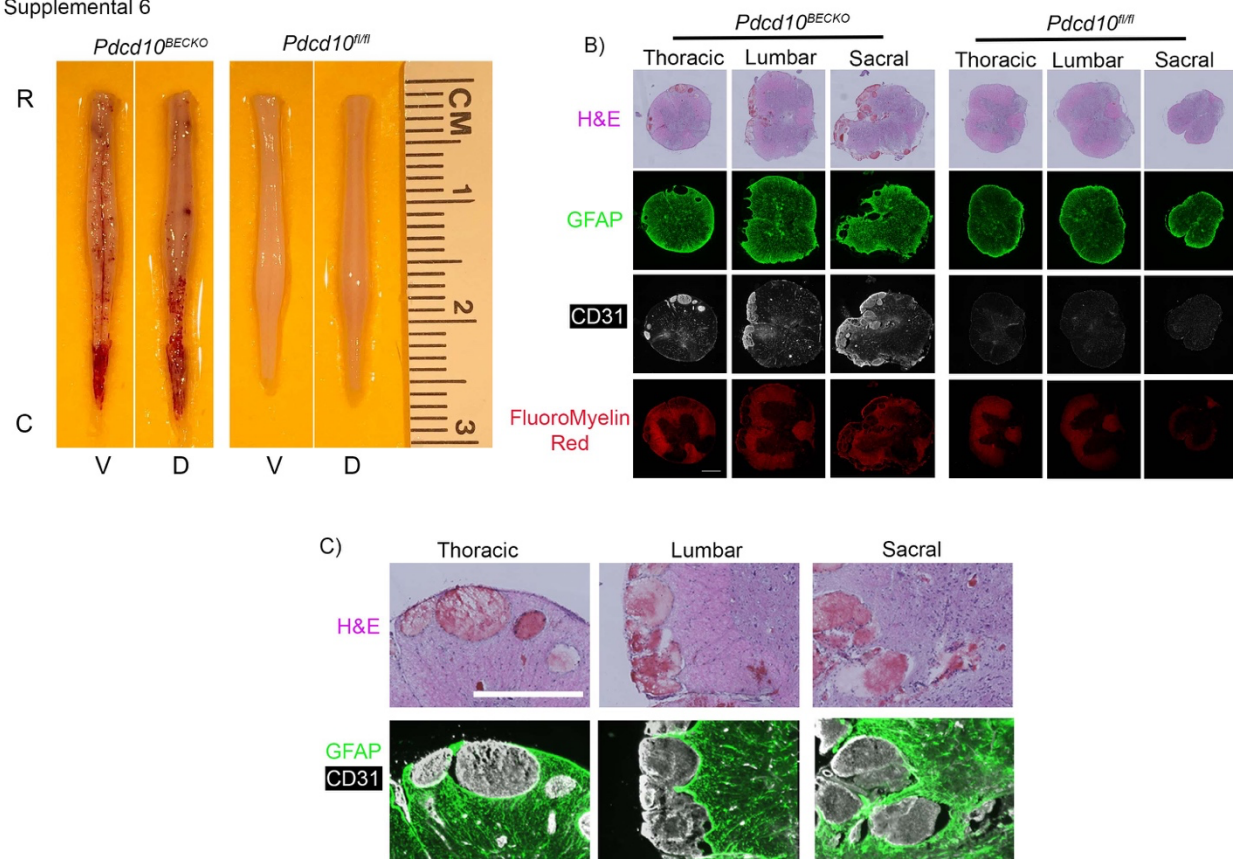 Supplemental 6
Pdcd10BECKO
Pdcd10fl/fl
R
C
V
D
V
D
CM
1
2
3
B)
Pdcd10BECKO
Pdcd10fl/fl
Thoracic
Lumbar
Sacral
Thoracic
Lumbar
Sacral
H&E
GFAP
CD31
FluoroMyelin
Red
C)
Thoracic
Lumbar
Sacral
H&E
GFAP
CD31